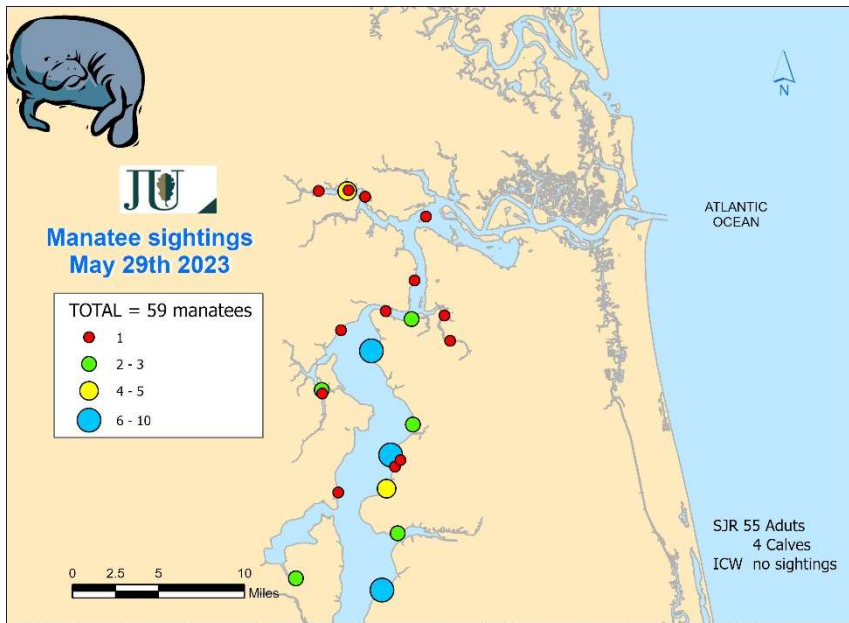 N
JU
ATLANTIC
OCEAN
Manatee sightings
May 29th 2023
TOTAL = 59 manatees
1
2 - 3
4 - 5
6 - 10
SJR 55 Aduts
4 Calves
ICW no sightings
0 2.5 5 10
Miles